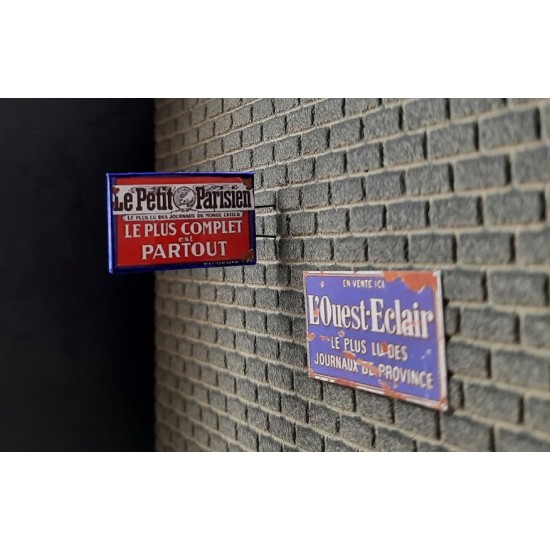 Le Petit Parisien
LE PLUS LU DES JOURNAUX DU MONDE ENTIER
LE PLUS COMPLET
est
PARTOUT
EN VENTE ICI
L'Ouest-Eclair
LE PLUS LU DES
JOURNAUX DE PROVINCE